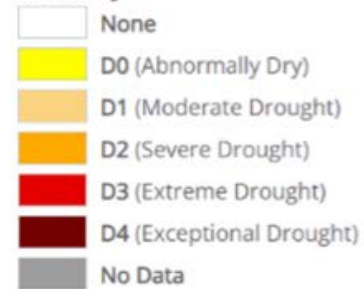 None
D0 (Abnormally Dry)
D1 (Moderate Drought)
D2 (Severe Drought)
D3 (Extreme Drought)
D4 (Exceptional Drought)
No Data